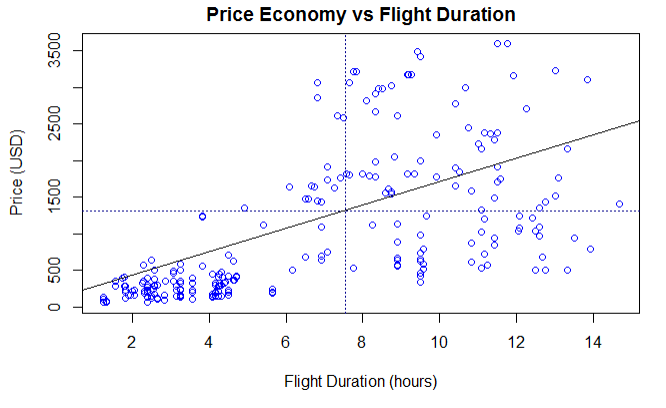 Price Economy vs Flight Duration
Price (USD)
3500
2500
1500
500
0
2 4 6 8 10 12 14
Flight Duration (hours)